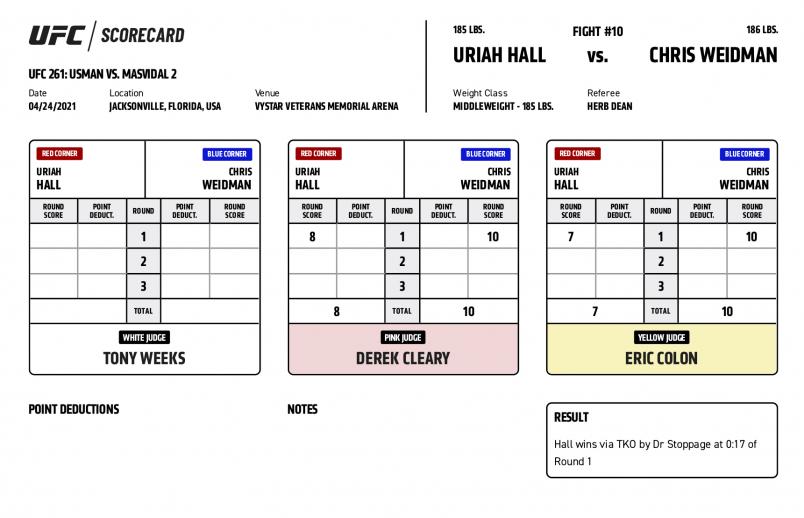 UFC / SCORECARD
UFC 261: USMAN VS. MASVIDAL 2
Date Location Venue
04/24/2021 JACKSONVILLE, FLORIDA, USA VYSTAR VETERANS MEMORIAL ARENA
185 LBS. FIGHT #10 186 LBS.
URIAH HALL vs. CHRIS WEIDMAN
Weight Class Referee
MIDDLEWEIGHT - 185 LBS. HERB DEAN
RED CORNER BLUE CORNER
URIAH CHRIS
HALL WEIDMAN
ROUND POINT ROUND POINT ROUND
SCORE DEDUCT. DEDUCT. SCORE
1
2
3
TOTAL
WHITE JUDGE
TONY WEEKS
RED CORNER BLUE CORNER
URIAH CHRIS
HALL WEIDMAN
ROUND POINT ROUND POINT ROUND
SCORE DEDUCT. DEDUCT. SCORE
8 1 10
2
3
8 TOTAL 10
PINK JUDGE
DEREK CLEARY
RED CORNER BLUE CORNER
URIAH CHRIS
HALL WEIDMAN
ROUND POINT ROUND POINT ROUND
SCORE DEDUCT. DEDUCT. SCORE
7 1 10
2
3
7 TOTAL 10
YELLOW JUDGE
ERIC COLON
POINT DEDUCTIONS
NOTES
RESULT
Hall wins via TKO by Dr Stoppage at 0:17 of
Round 1